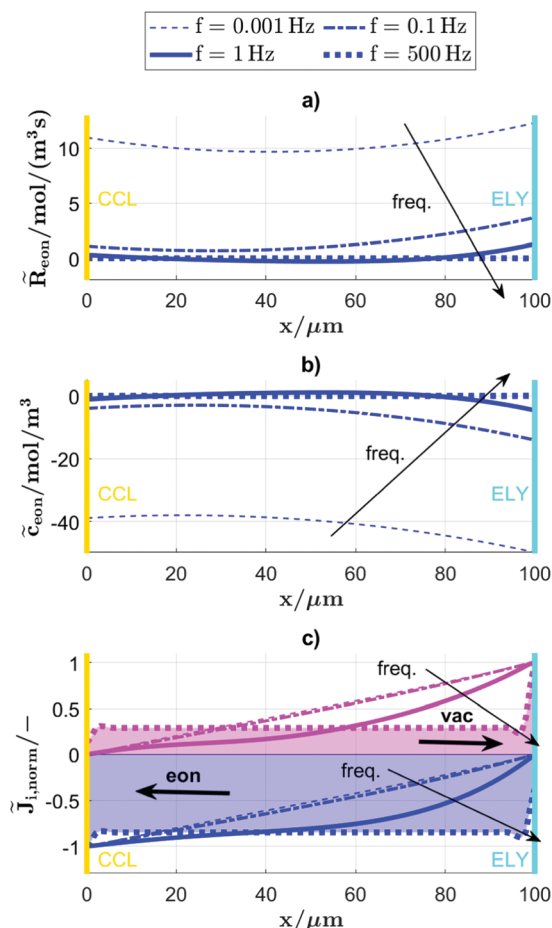 f = 0.001 Hz f = 0.1 Hz
f = 1 Hz f = 500 Hz
a)
R̃eon/mol/(m³s)
10
5
0
CCL
ELY
freq.
0 20 40 60 80 100
x/μm
b)
c̃eon/mol/m³
0
-20
-40
freq.
CCL
ELY
0 20 40 60 80 100
x/μm
c)
J̃i,norm/−
1
0.5
0
-0.5
-1
freq.
vac
eon
freq.
CCL
ELY
0 20 40 60 80 100
x/μm